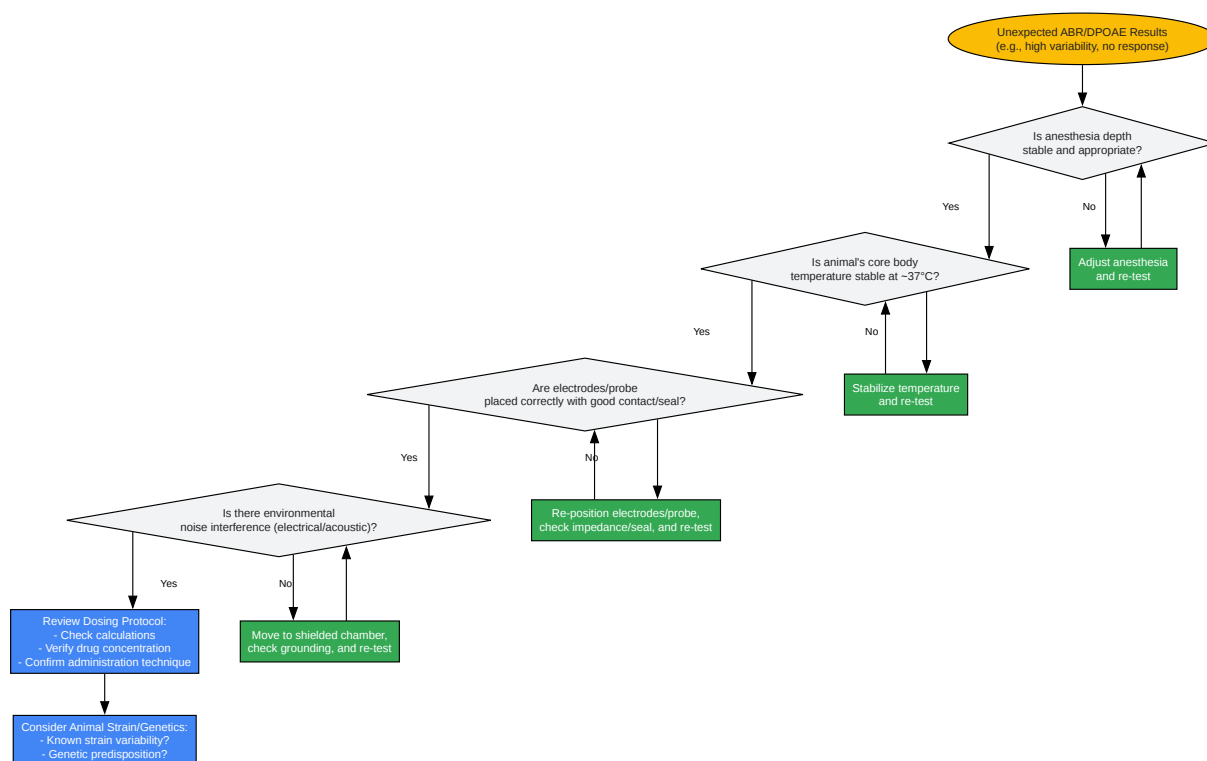 Unexpected ABR/DPOAE Results
(e.g., high variability, no response)
Is anesthesia depth
stable and appropriate?
Yes
No
Is animal's core body
temperature stable at ~37°C?
Adjust anesthesia
and re-test
Yes
No
Are electrodes/probe
placed correctly with good contact/seal?
Stabilize temperature
and re-test
Yes
No
Is there environmental
noise interference (electrical/acoustic)?
Re-position electrodes/probe,
check impedance/seal, and re-test
Yes
No
Review Dosing Protocol:
- Check calculations
- Verify drug concentration
- Confirm administration technique
Move to shielded chamber,
check grounding, and re-test
Consider Animal Strain/Genetics:
- Known strain variability?
- Genetic predisposition?